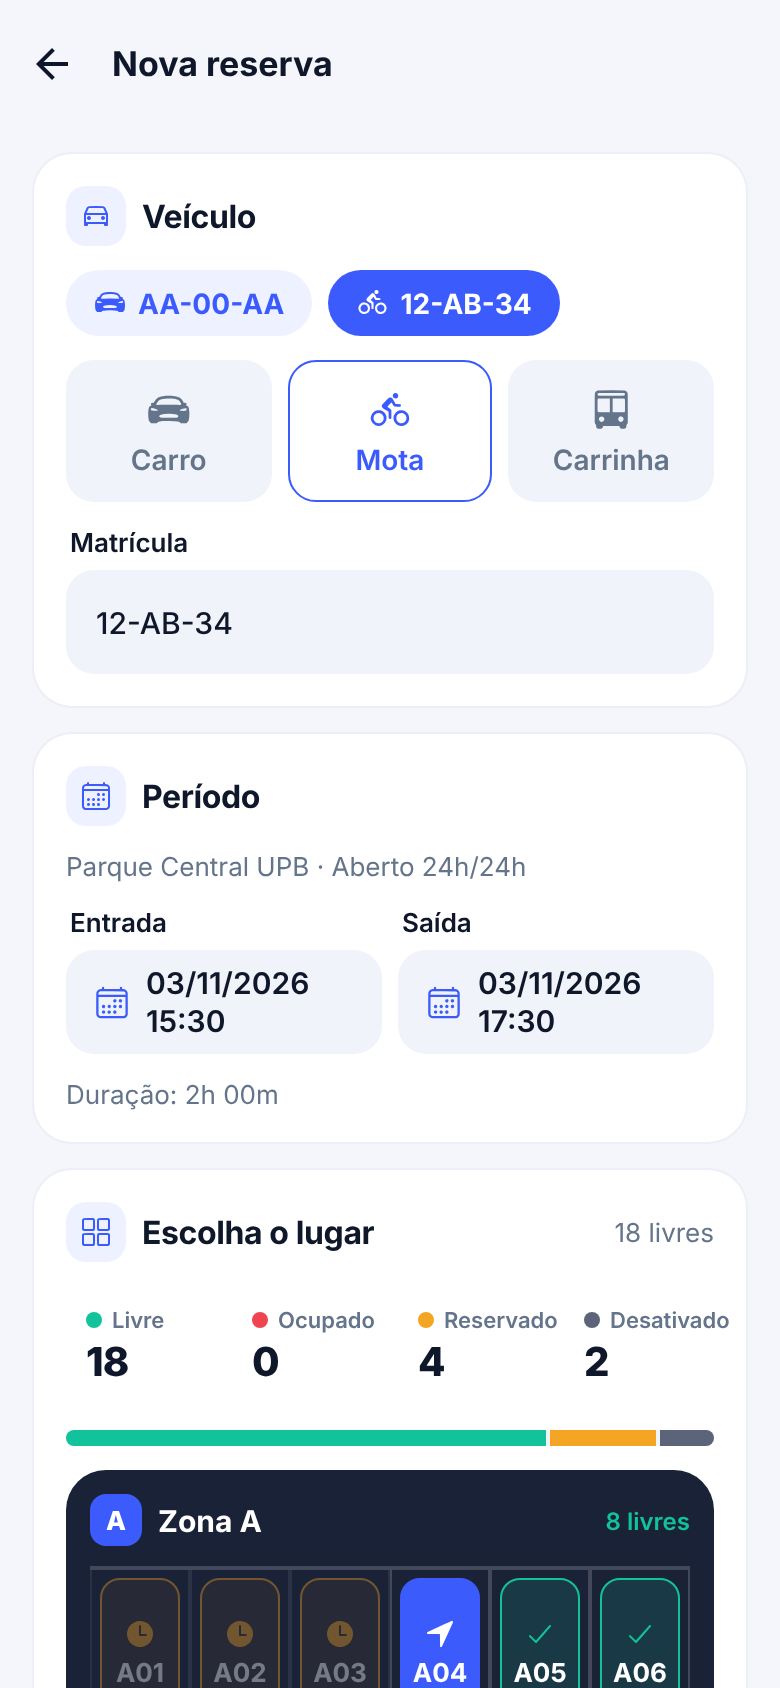 Nova reserva
Veículo
AA-00-AA
12-AB-34
Carro
Mota
Carrinha
Matrícula
12-AB-34
Período
Parque Central UPB · Aberto 24h/24h
Entrada
Saída
03/11/2026
15:30
03/11/2026
17:30
Duração: 2h 00m
Escolha o lugar
18 livres
Livre
Ocupado
Reservado
Desativado
18
0
4
2
A
Zona A
8 livres
A01
A02
A03
A04
A05
A06